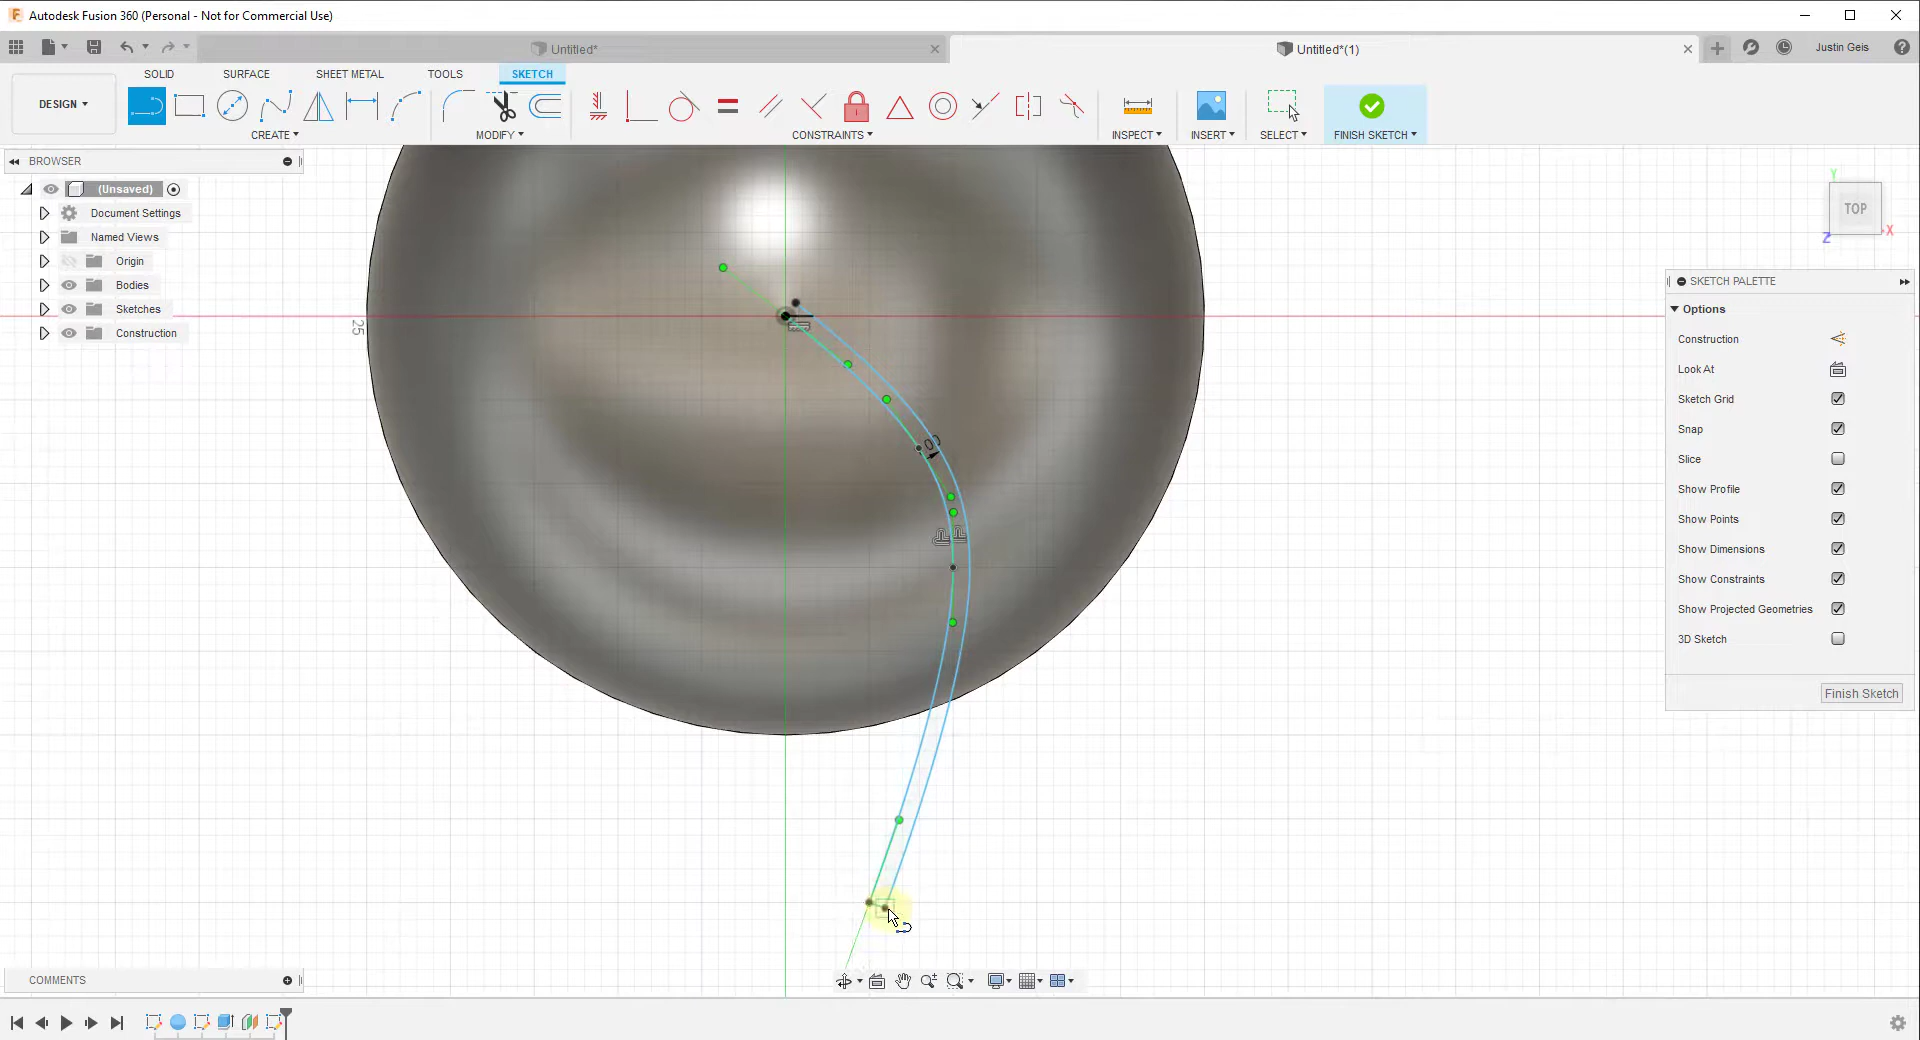 Autodesk Fusion 360 (Personal - Not for Commercial Use)
Untitled*
Untitled*(1)
Justin Geis
SOLID
SURFACE
SHEET METAL
TOOLS
SKETCH
DESIGN
CREATE
MODIFY
CONSTRAINTS
INSPECT
INSERT
SELECT
FINISH SKETCH
BROWSER
(Unsaved)
Document Settings
Named Views
Origin
Bodies
Sketches
Construction
25
TOP
Y
Z
X
SKETCH PALETTE
Options
Construction
Look At
Sketch Grid
Snap
Slice
Show Profile
Show Points
Show Dimensions
Show Constraints
Show Projected Geometries
3D Sketch
Finish Sketch
COMMENTS